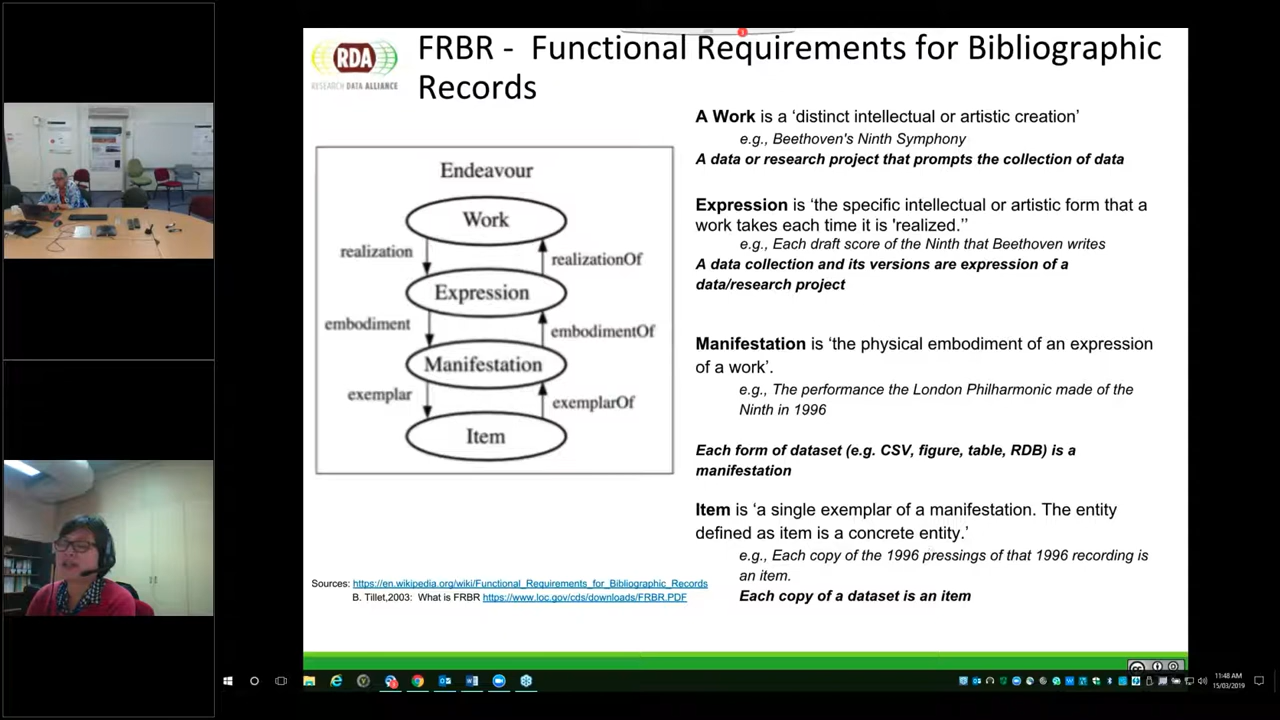 RDA
RESEARCH DATA ALLIANCE
FRBR - Functional Requirements for Bibliographic
Records
Endeavour
Work
realization
realizationOf
Expression
embodiment
embodimentOf
Manifestation
exemplar
exemplarOf
Item
A Work is a ‘distinct intellectual or artistic creation’
e.g., Beethoven's Ninth Symphony
A data or research project that prompts the collection of data
Expression is ‘the specific intellectual or artistic form that a
work takes each time it is 'realized.’'
e.g., Each draft score of the Ninth that Beethoven writes
A data collection and its versions are expression of a
data/research project
Manifestation is ‘the physical embodiment of an expression
of a work’.
e.g., The performance the London Philharmonic made of the
Ninth in 1996
Each form of dataset (e.g. CSV, figure, table, RDB) is a
manifestation
Item is ‘a single exemplar of a manifestation. The entity
defined as item is a concrete entity.’
e.g., Each copy of the 1996 pressings of that 1996 recording is
an item.
Each copy of a dataset is an item
Sources: https://en.wikipedia.org/wiki/Functional_Requirements_for_Bibliographic_Records
B. Tillet,2003: What is FRBR https://www.loc.gov/cds/downloads/FRBR.PDF
11:48 AM
15/03/2019